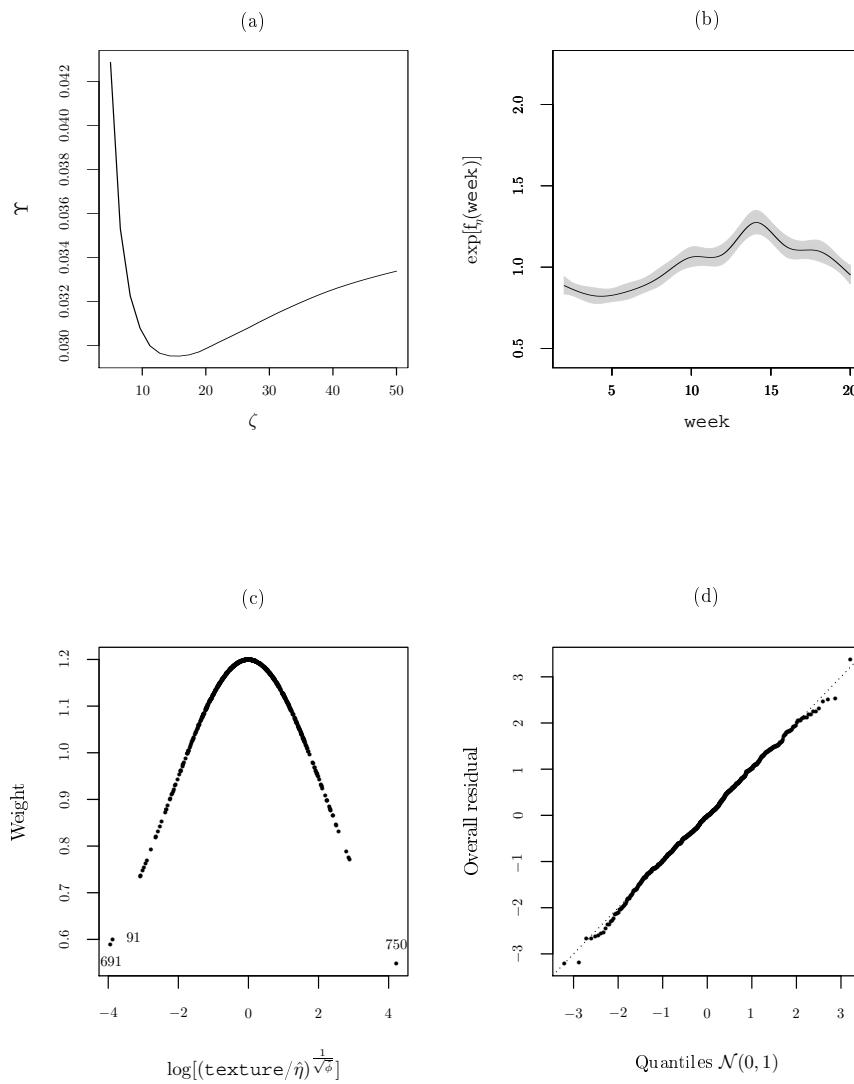 (a)
0.042
0.040
0.038
0.036
0.034
0.032
0.030
ϒ
10 20 30 40 50
ζ
(b)
2.0
1.5
1.0
0.5
exp[f_η(week)]
5 10 15 20
week
(c)
1.2
1.1
1.0
0.9
0.8
0.7
0.6
Weight
91
691
750
−4 −2 0 2 4
log[(texture/η̂)^{1/√φ̂}]
(d)
3
2
1
0
−1
−2
−3
Overall residual
−3 −2 −1 0 1 2 3
Quantiles 𝒩(0, 1)